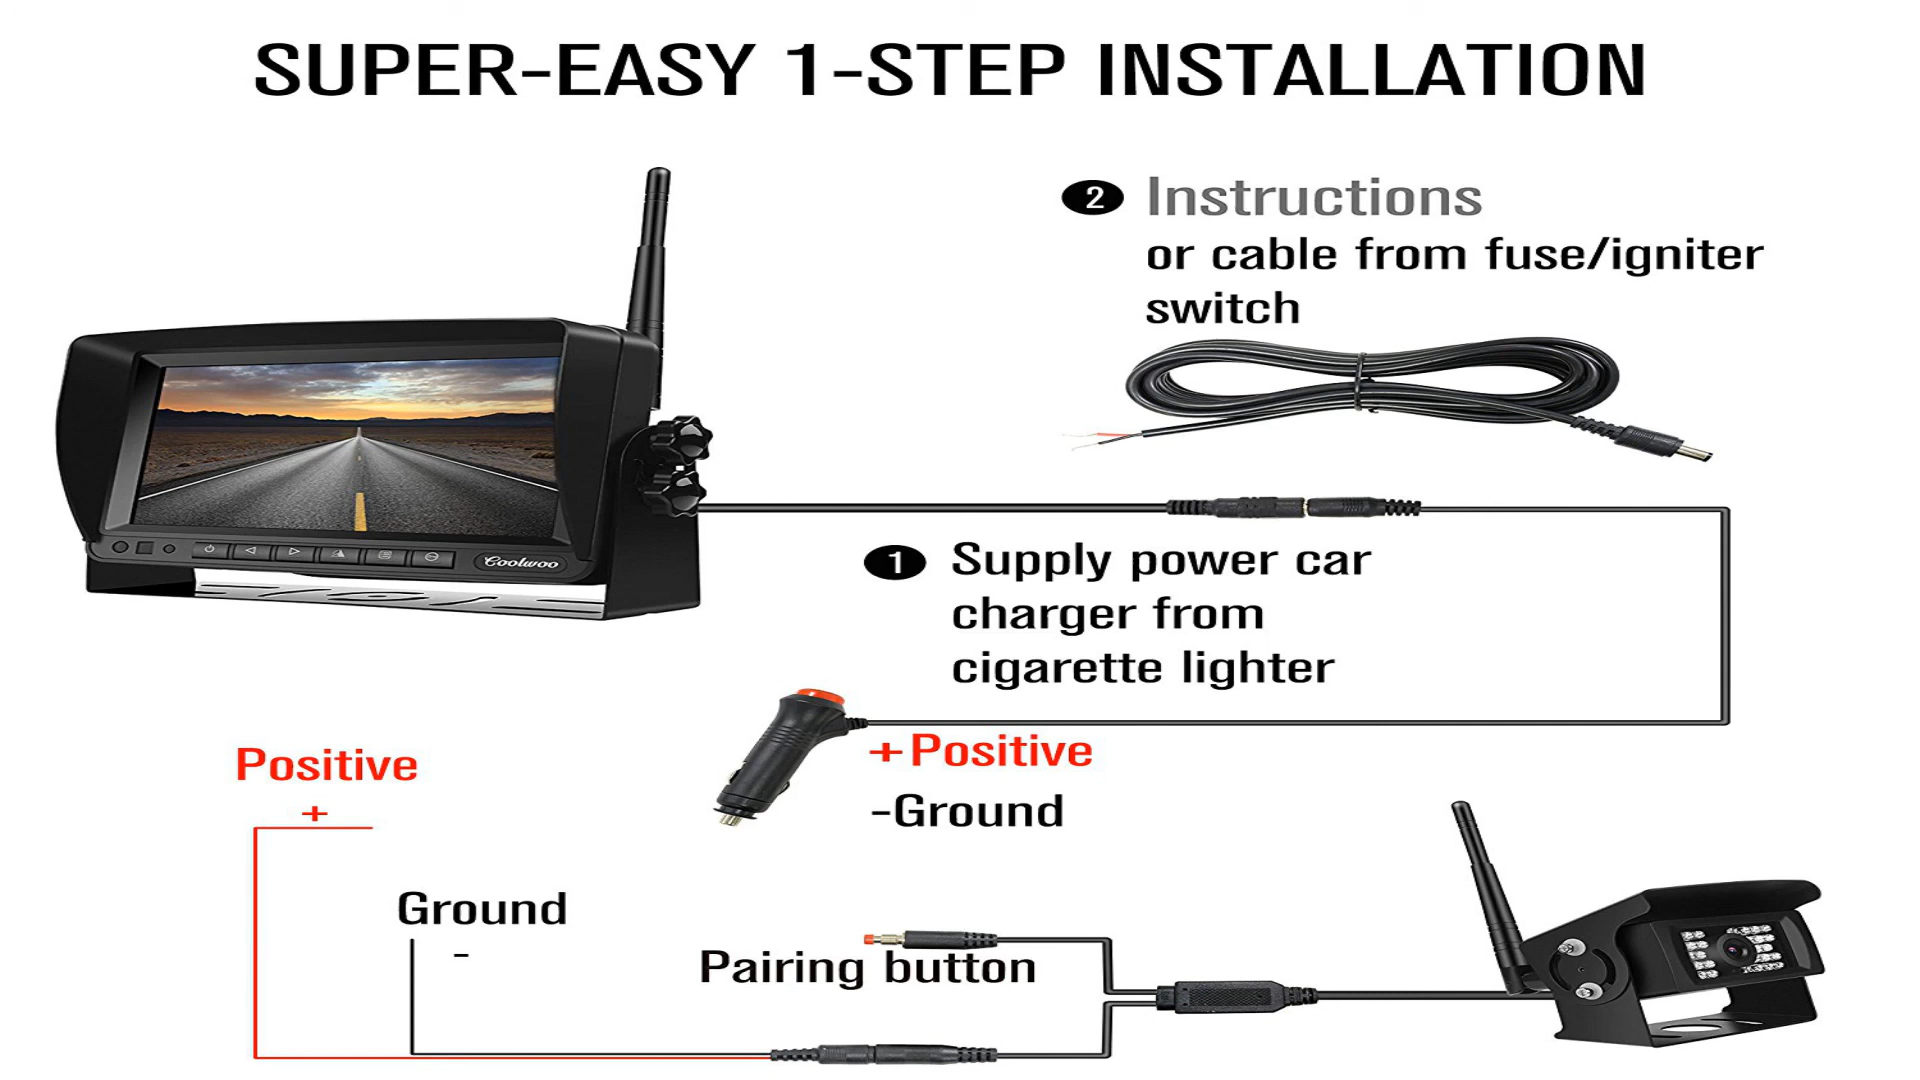 SUPER-EASY 1-STEP INSTALLATION
2 Instructions
or cable from fuse/igniter
switch
Coolwoo
1 Supply power car
charger from
cigarette lighter
+Positive
-Ground
Positive
+
Ground
-
Pairing button